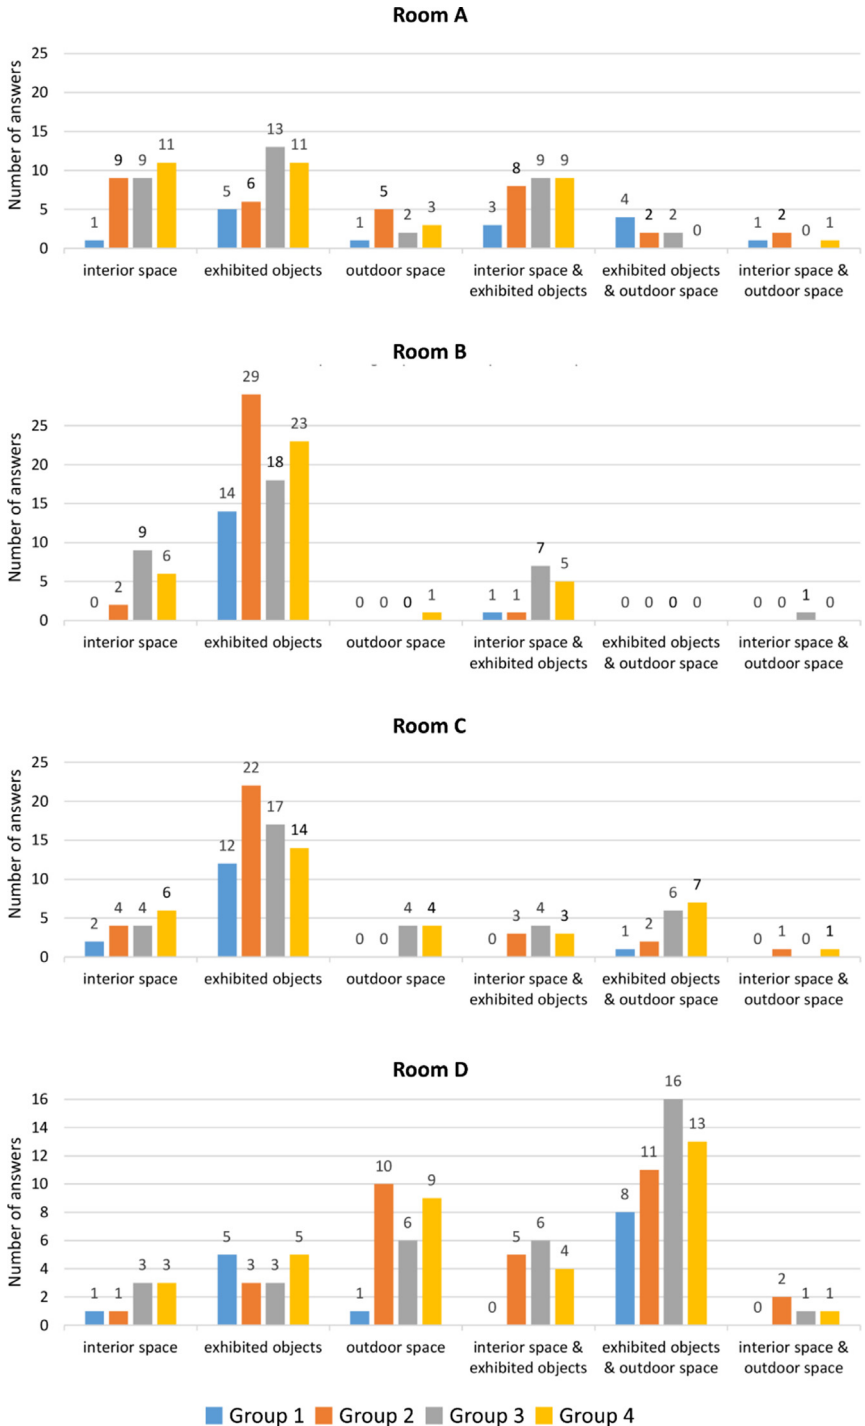 Room A
Number of answers
25
20
15
10
5
0
1 9 9 11
5 6 13 11
1 5 2 3
3 8 9 9
4 2 2 0
1 2 0 1
interior space
exhibited objects
outdoor space
interior space &
exhibited objects
exhibited objects
& outdoor space
interior space &
outdoor space
Room B
Number of answers
25
20
15
10
5
0
0 2 9 6
14 29 18 23
0 0 0 1
1 1 7 5
0 0 0 0
0 0 1 0
interior space
exhibited objects
outdoor space
interior space &
exhibited objects
exhibited objects
& outdoor space
interior space &
outdoor space
Room C
Number of answers
25
20
15
10
5
0
2 4 4 6
12 22 17 14
0 0 4 4
0 3 4 3
1 2 6 7
0 1 0 1
interior space
exhibited objects
outdoor space
interior space &
exhibited objects
exhibited objects
& outdoor space
interior space &
outdoor space
Room D
Number of answers
16
14
12
10
8
6
4
2
0
1 1 3 3
5 3 3 5
1 10 6 9
0 5 6 4
8 11 16 13
0 2 1 1
interior space
exhibited objects
outdoor space
interior space &
exhibited objects
exhibited objects
& outdoor space
interior space &
outdoor space
Group 1 Group 2 Group 3 Group 4